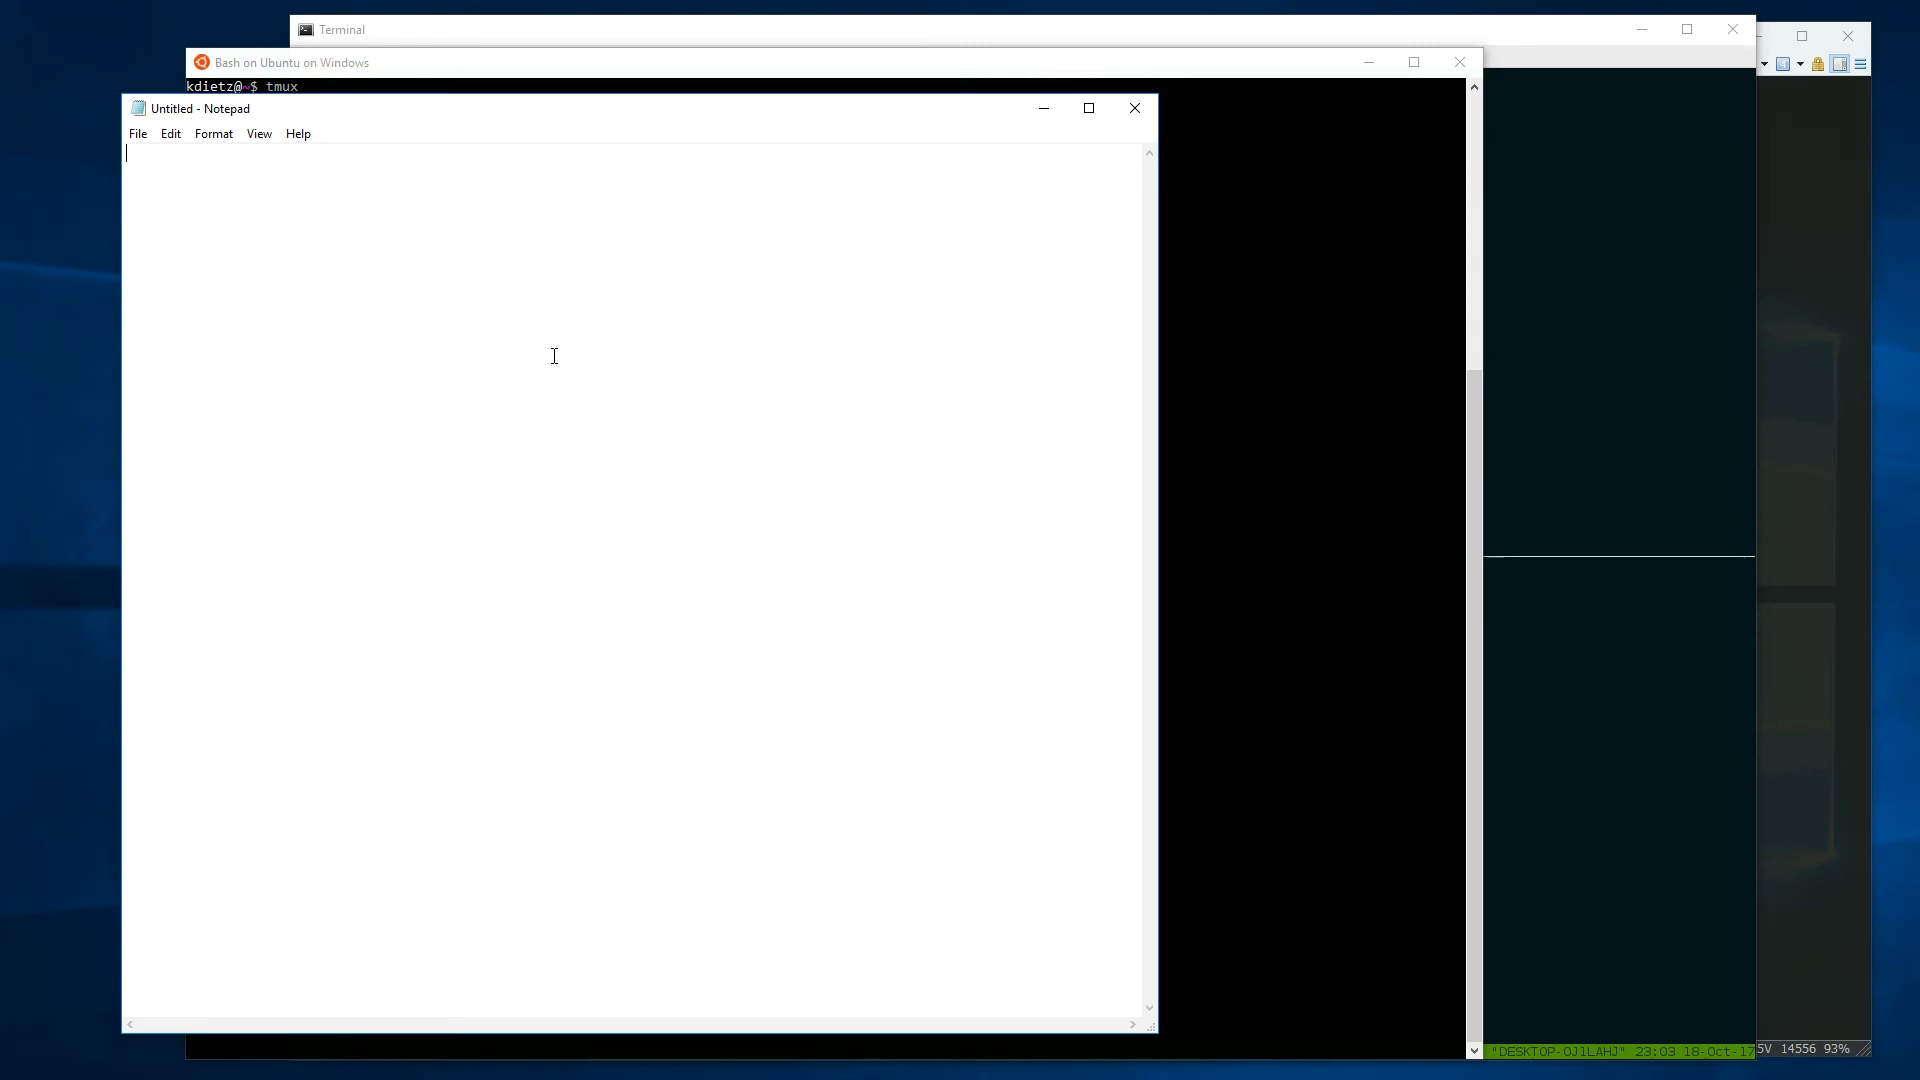 Terminal
Bash on Ubuntu on Windows
kdietz@~$ tmux
Untitled - Notepad
File Edit Format View Help
"DESKTOP-OJ1LAHJ" 23:03 18-Oct-17
5V 14556 93%